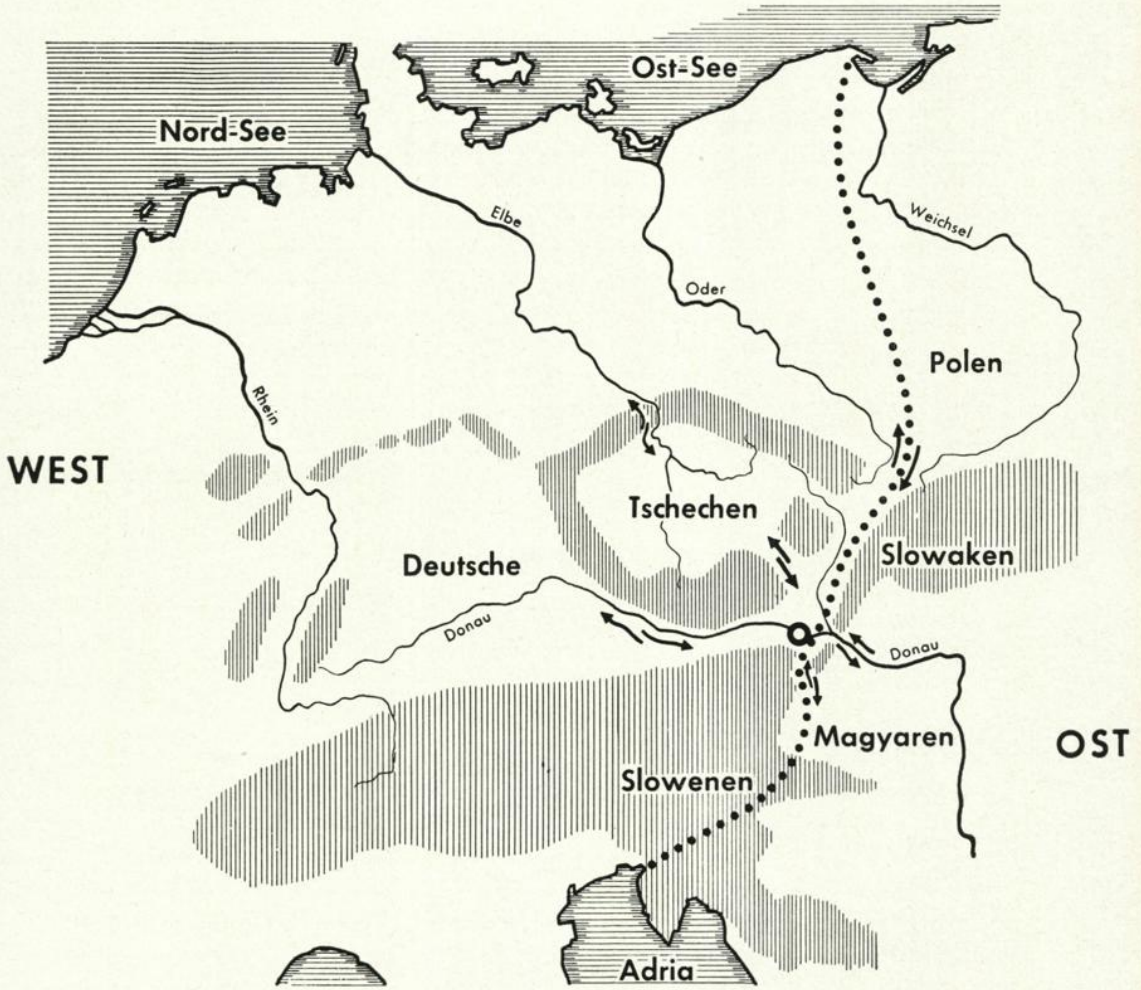 Ost-See
Nord-See
Elbe
Weichsel
Oder
Polen
Rhein
WEST
Tschechen
Slowaken
Deutsche
Donau
Donau
Magyaren
OST
Slowenen
Adria